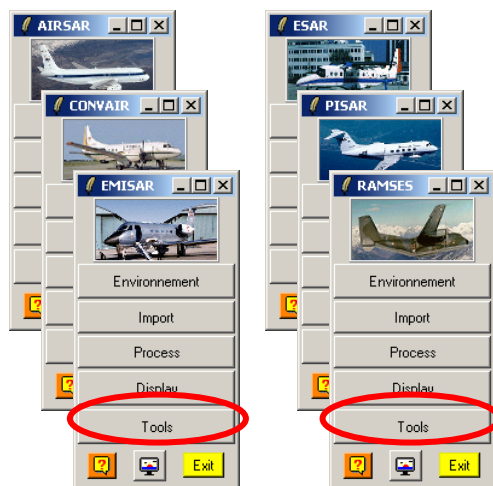 AIRSAR
ESAR
CONVAIR
PISAR
EMISAR
RAMSES
Environnement
Environnement
Import
Import
Process
Process
Display
Display
Tools
Tools
?
?
? Exit
? Exit